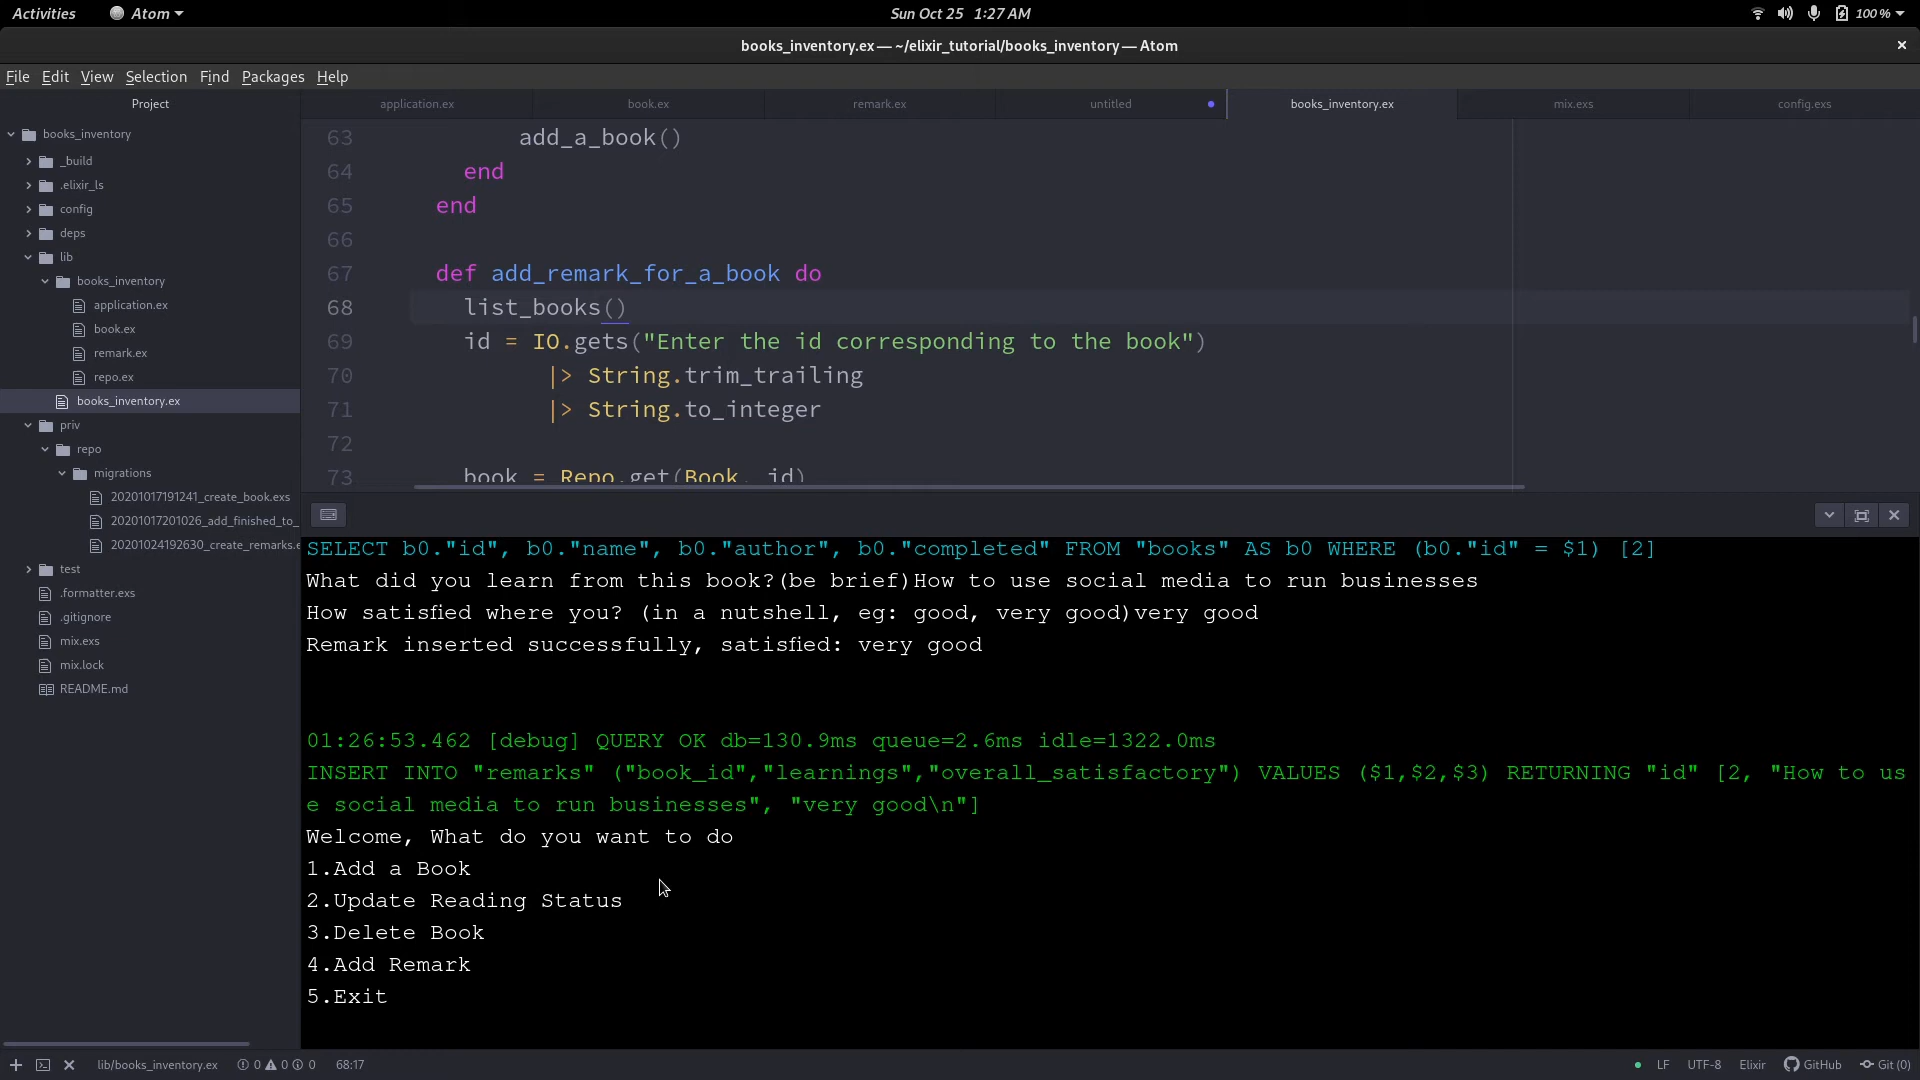 Activities
Atom
Sun Oct 25 1:27 AM
100 %
books_inventory.ex — ~/elixir_tutorial/books_inventory — Atom
File Edit View Selection Find Packages Help
Project
application.ex
book.ex
remark.ex
untitled
books_inventory.ex
mix.exs
config.exs
books_inventory
_build
.elixir_ls
config
deps
lib
books_inventory
application.ex
book.ex
remark.ex
repo.ex
books_inventory.ex
priv
repo
migrations
20201017191241_create_book.exs
20201017201026_add_finished_to_
20201024192630_create_remarks.e
test
.formatter.exs
.gitignore
mix.exs
mix.lock
README.md
63 add_a_book()
64 end
65 end
66
67 def add_remark_for_a_book do
68 list_books()
69 id = IO.gets("Enter the id corresponding to the book")
70 |> String.trim_trailing
71 |> String.to_integer
72
73 book = Repo.get(Book, id)
SELECT b0."id", b0."name", b0."author", b0."completed" FROM "books" AS b0 WHERE (b0."id" = $1) [2]
What did you learn from this book?(be brief)How to use social media to run businesses
How satisfied where you? (in a nutshell, eg: good, very good)very good
Remark inserted successfully, satisfied: very good
01:26:53.462 [debug] QUERY OK db=130.9ms queue=2.6ms idle=1322.0ms
INSERT INTO "remarks" ("book_id","learnings","overall_satisfactory") VALUES ($1,$2,$3) RETURNING "id" [2, "How to us
e social media to run businesses", "very good\n"]
Welcome, What do you want to do
1.Add a Book
2.Update Reading Status
3.Delete Book
4.Add Remark
5.Exit
lib/books_inventory.ex 0 0 0 68:17
LF UTF-8 Elixir GitHub Git (0)